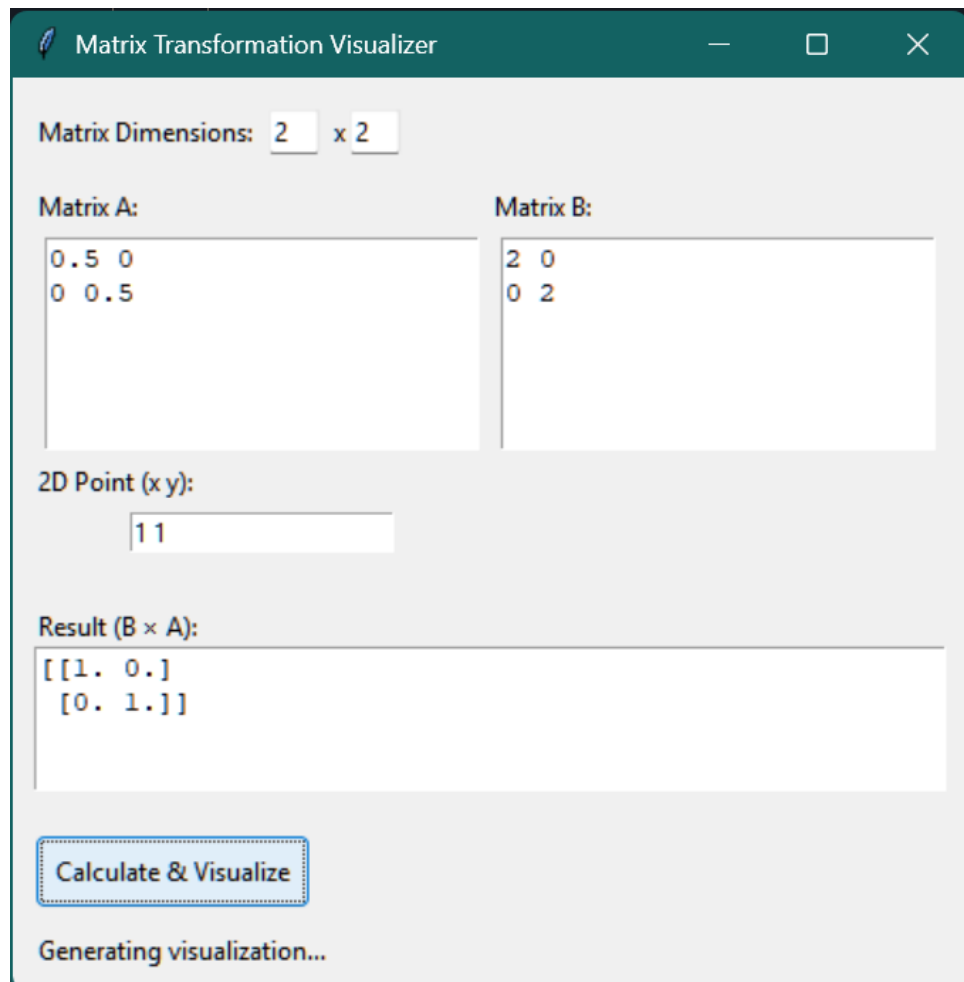 Matrix Transformation Visualizer
Matrix Dimensions: 2 x 2
Matrix A:
Matrix B:
0.5 0
0 0.5
2 0
0 2
2D Point (x y):
1 1
Result (B × A):
[[1. 0.]
 [0. 1.]]
Calculate & Visualize
Generating visualization...